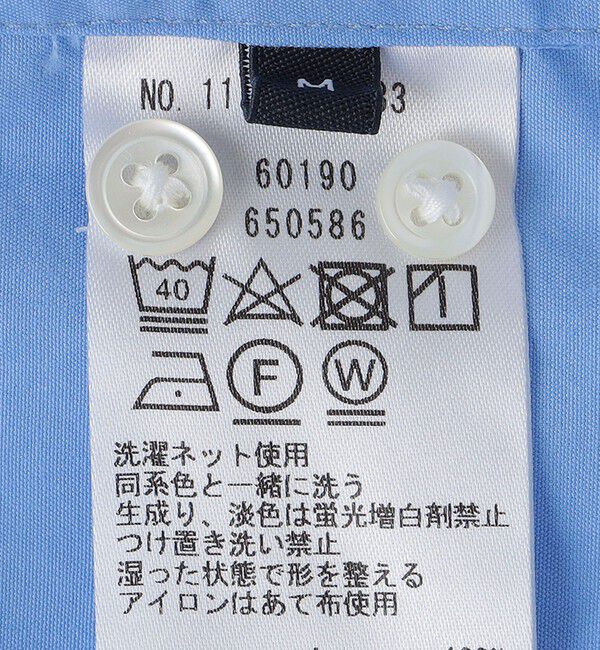 NO. 11 33
M
60190
650586
40
F W
洗濯ネット使用
同系色と一緒に洗う
生成り、淡色は蛍光増白剤禁止
つけ置き洗い禁止
湿った状態で形を整える
アイロンはあて布使用